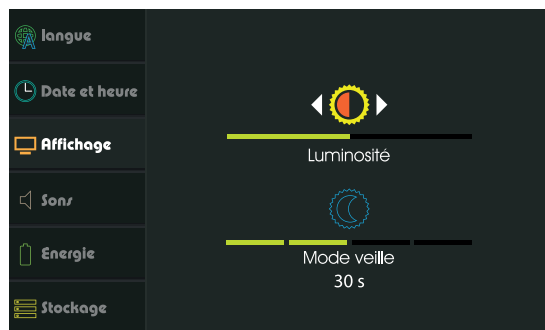 langue
Date et heure
Affichage
Sons
Energie
Stockage
Luminosité
Mode veille
30 s